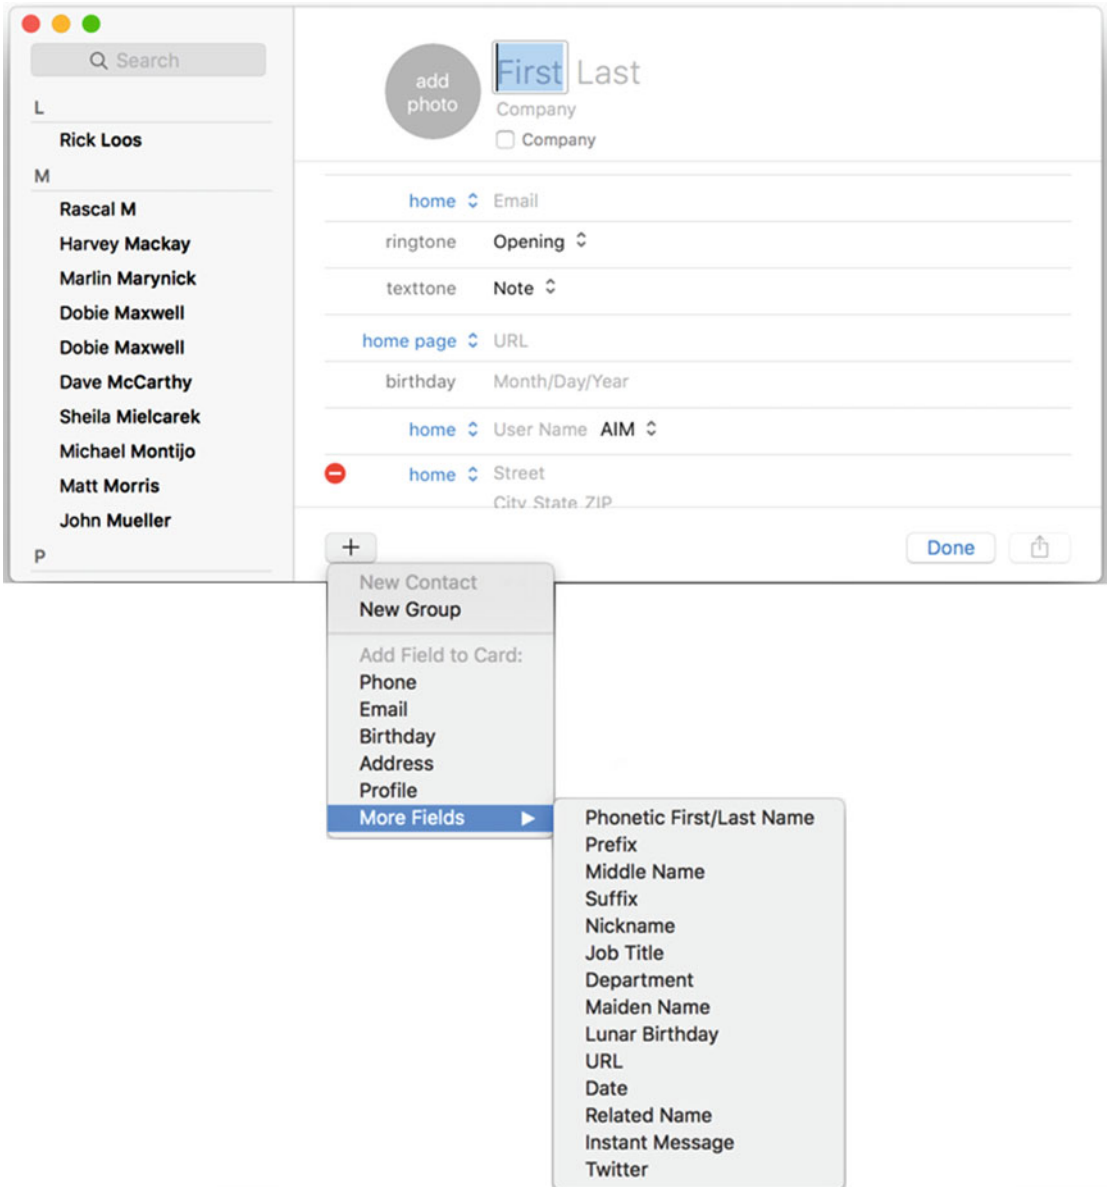 Search
L
Rick Loos
M
Rascal M
Harvey Mackay
Marlin Marynick
Dobie Maxwell
Dobie Maxwell
Dave McCarthy
Sheila Mielcarek
Michael Montijo
Matt Morris
John Mueller
P
add
photo
First Last
Company
Company
home Email
ringtone Opening
texttone Note
home page URL
birthday Month/Day/Year
home User Name AIM
home Street
City State ZIP
+ Done
New Contact
New Group
Add Field to Card:
Phone
Email
Birthday
Address
Profile
More Fields
Phonetic First/Last Name
Prefix
Middle Name
Suffix
Nickname
Job Title
Department
Maiden Name
Lunar Birthday
URL
Date
Related Name
Instant Message
Twitter